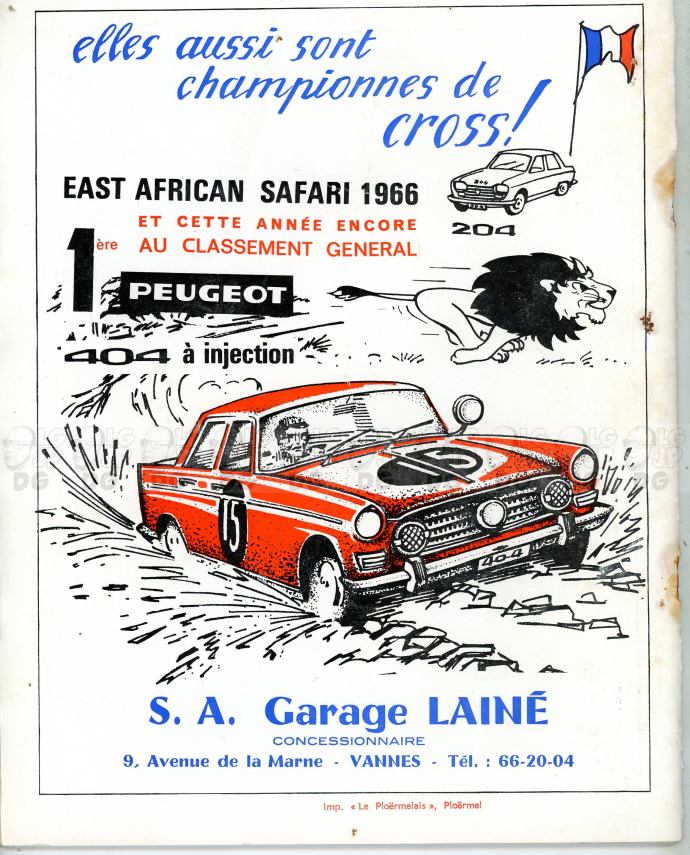 elles aussi sont
championnes de
cross!
204
204
EAST AFRICAN SAFARI 1966
ET CETTE ANNÉE ENCORE
1ère AU CLASSEMENT GENERAL
PEUGEOT
404 à injection
15
15
404
S. A. Garage LAINÉ
CONCESSIONNAIRE
9, Avenue de la Marne - VANNES - Tél. : 66-20-04
Imp. « Le Ploërmelais », Ploërmel